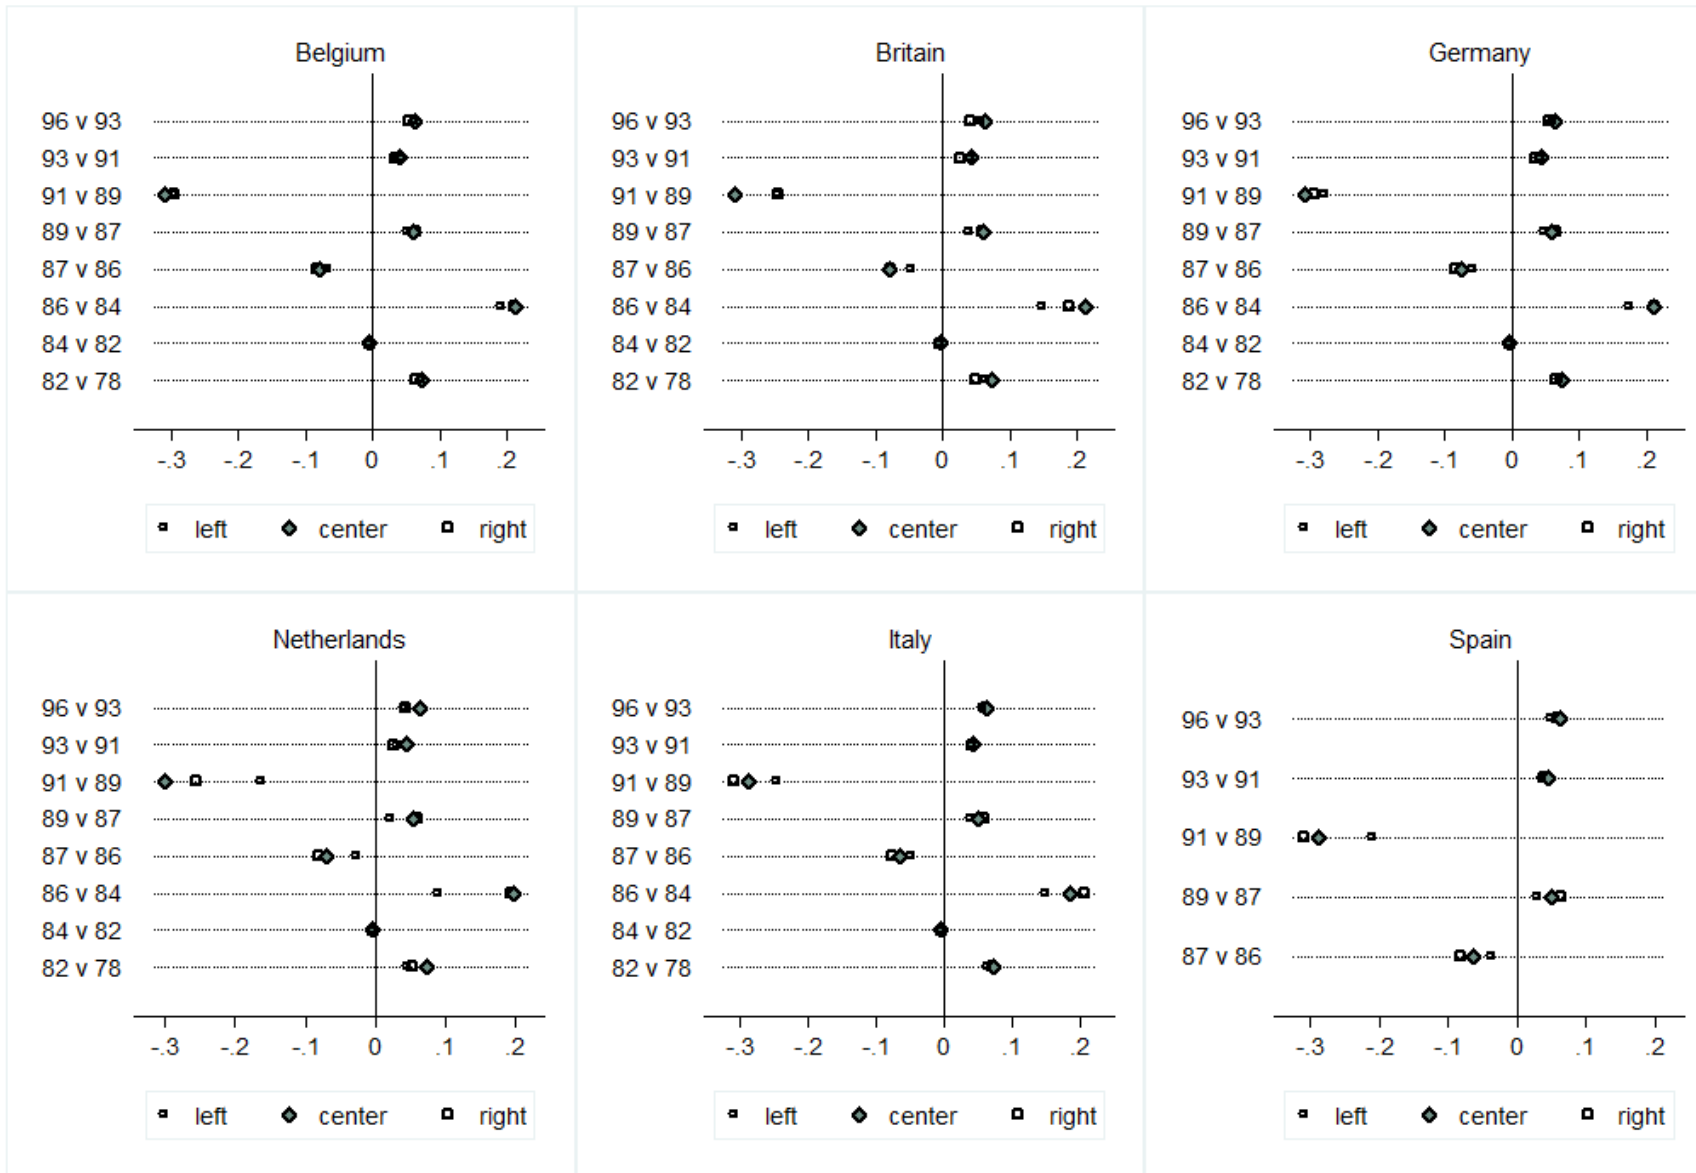 Belgium
96 v 93
93 v 91
91 v 89
89 v 87
87 v 86
86 v 84
84 v 82
82 v 78
-.3 -.2 -.1 0 .1 .2
left center right
Britain
96 v 93
93 v 91
91 v 89
89 v 87
87 v 86
86 v 84
84 v 82
82 v 78
-.3 -.2 -.1 0 .1 .2
left center right
Germany
96 v 93
93 v 91
91 v 89
89 v 87
87 v 86
86 v 84
84 v 82
82 v 78
-.3 -.2 -.1 0 .1 .2
left center right
Netherlands
96 v 93
93 v 91
91 v 89
89 v 87
87 v 86
86 v 84
84 v 82
82 v 78
-.3 -.2 -.1 0 .1 .2
left center right
Italy
96 v 93
93 v 91
91 v 89
89 v 87
87 v 86
86 v 84
84 v 82
82 v 78
-.3 -.2 -.1 0 .1 .2
left center right
Spain
96 v 93
93 v 91
91 v 89
89 v 87
87 v 86
-.3 -.2 -.1 0 .1 .2
left center right